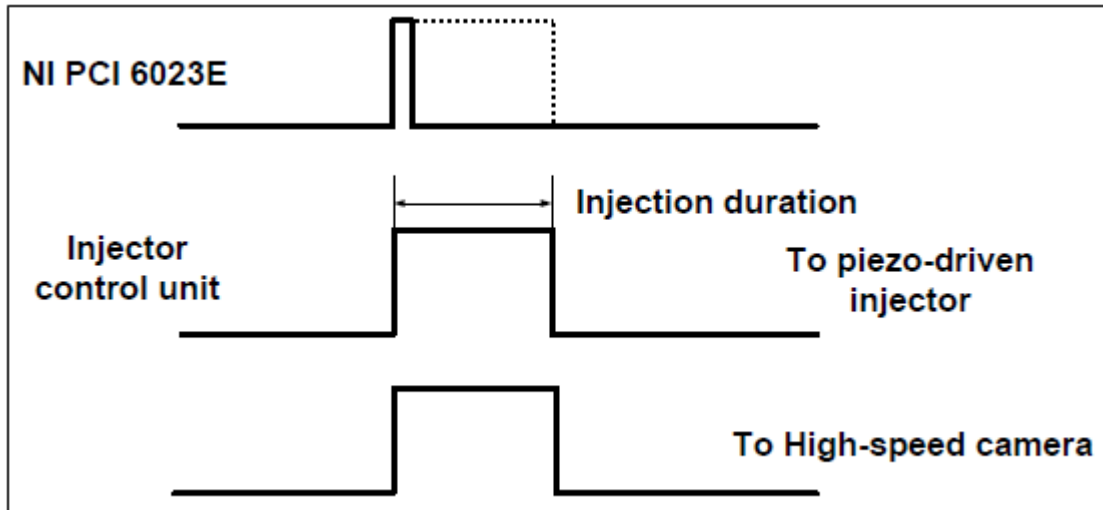 NI PCI 6023E
Injection duration
Injector
control unit
To piezo-driven
injector
To High-speed camera